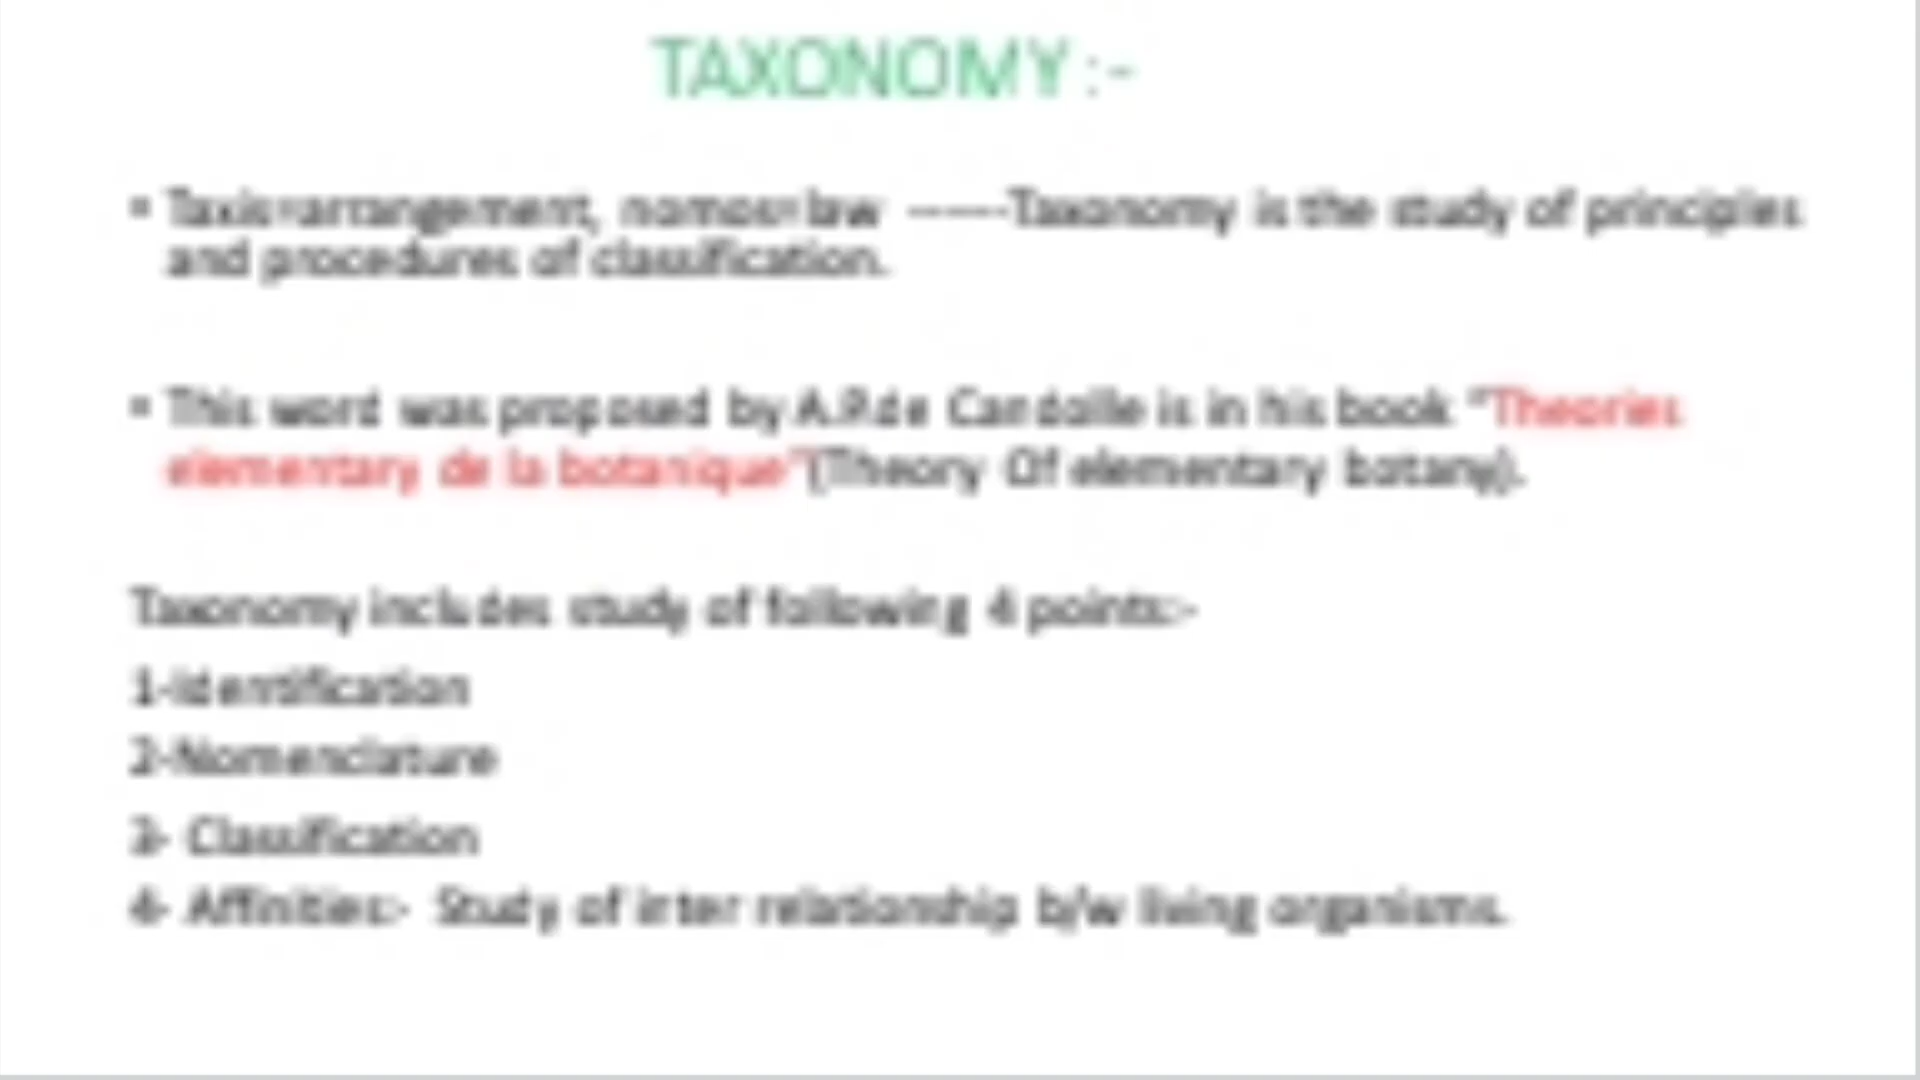 TAXONOMY :-
• Taxis=arrangement, nomos=law ------Taxonomy is the study of principles
and procedures of classification.
• This word was proposed by A.P.de Candolle is in his book "Theories
elementary de la botanique"(Theory Of elementary botany).
Taxonomy includes study of following 4 points:-
1-identification
2-Nomenclature
3- Classification
4- Affinities:- Study of inter relationship b/w living organisms.